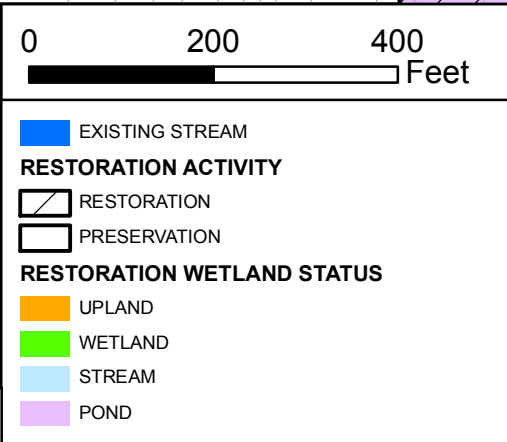 0 200 400
Feet
EXISTING STREAM
RESTORATION ACTIVITY
RESTORATION
PRESERVATION
RESTORATION WETLAND STATUS
UPLAND
WETLAND
STREAM
POND